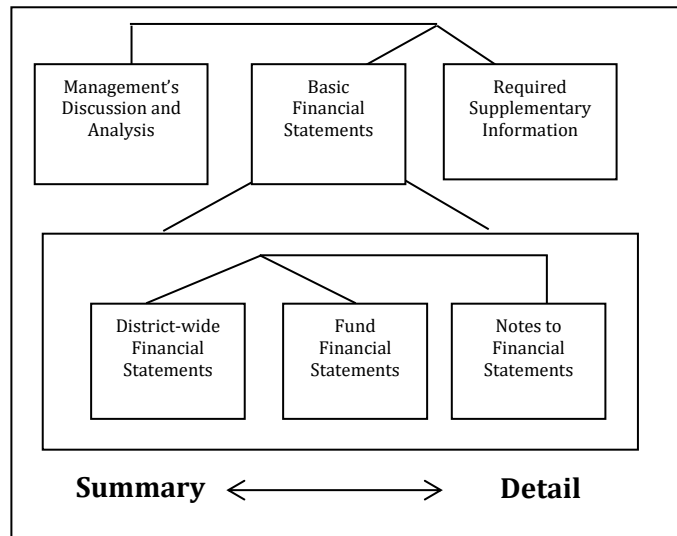 Management’s
Discussion and
Analysis
Basic
Financial
Statements
Required
Supplementary
Information
District-wide
Financial
Statements
Fund
Financial
Statements
Notes to
Financial
Statements
Summary
Detail